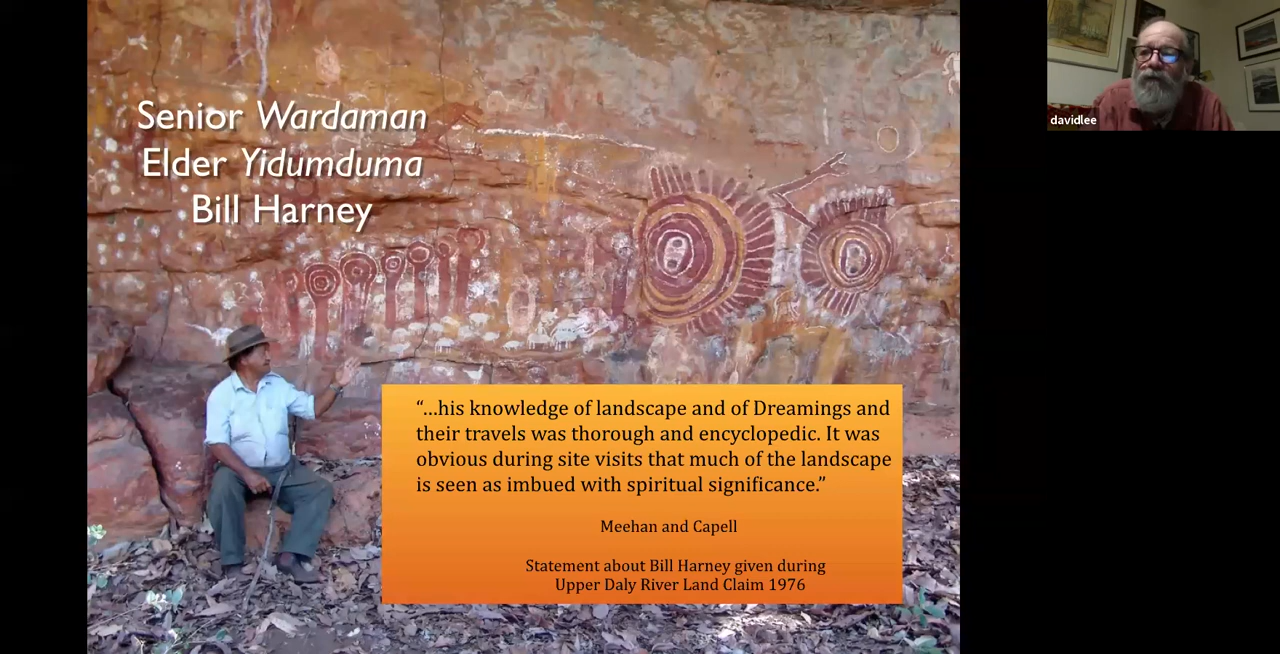 Senior Wardaman
Elder Yidumduma
Bill Harney
“...his knowledge of landscape and of Dreamings and
their travels was thorough and encyclopedic. It was
obvious during site visits that much of the landscape
is seen as imbued with spiritual significance.”
Meehan and Capell
Statement about Bill Harney given during
Upper Daly River Land Claim 1976
davidlee